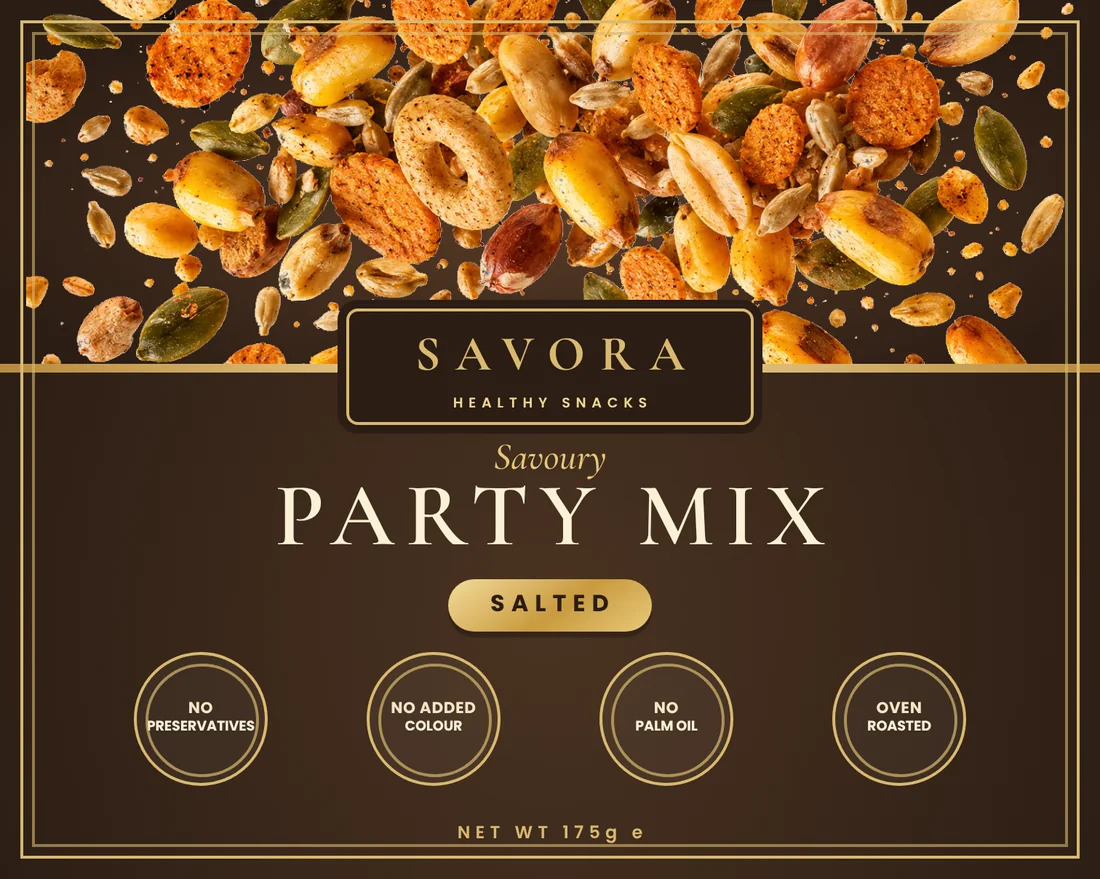 SAVORA
HEALTHY SNACKS
Savoury
PARTY MIX
SALTED
NO
PRESERVATIVES
NO ADDED
COLOUR
NO
PALM OIL
OVEN
ROASTED
NET WT 175g e